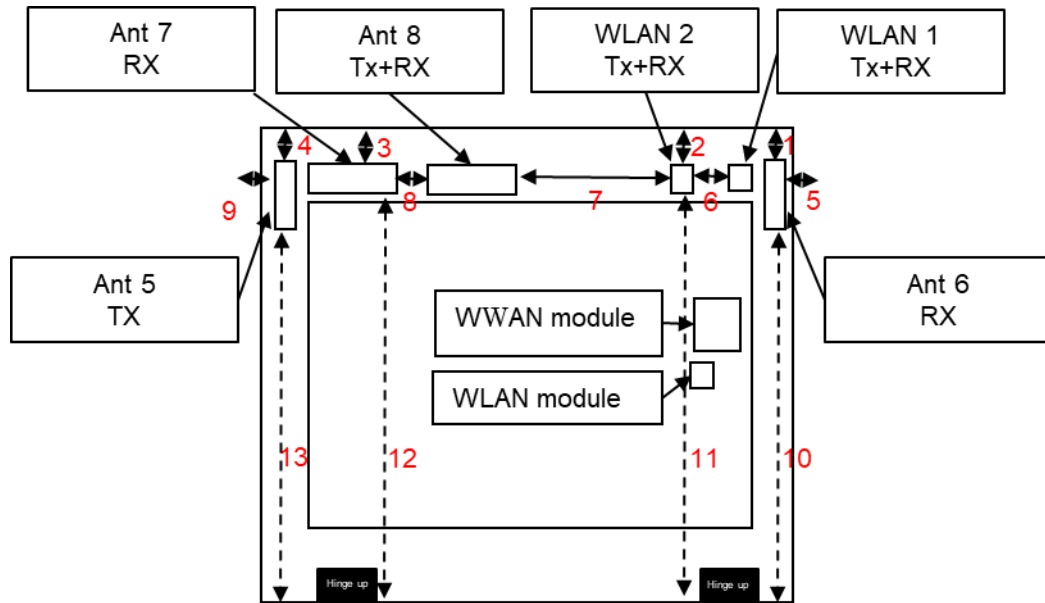 Ant 7
RX
Ant 8
Tx+RX
WLAN 2
Tx+RX
WLAN 1
Tx+RX
4
3
2
1
9
8
7
6
5
Ant 5
TX
Ant 6
RX
WWAN module
WLAN module
13
12
11
10
Hinge up
Hinge up